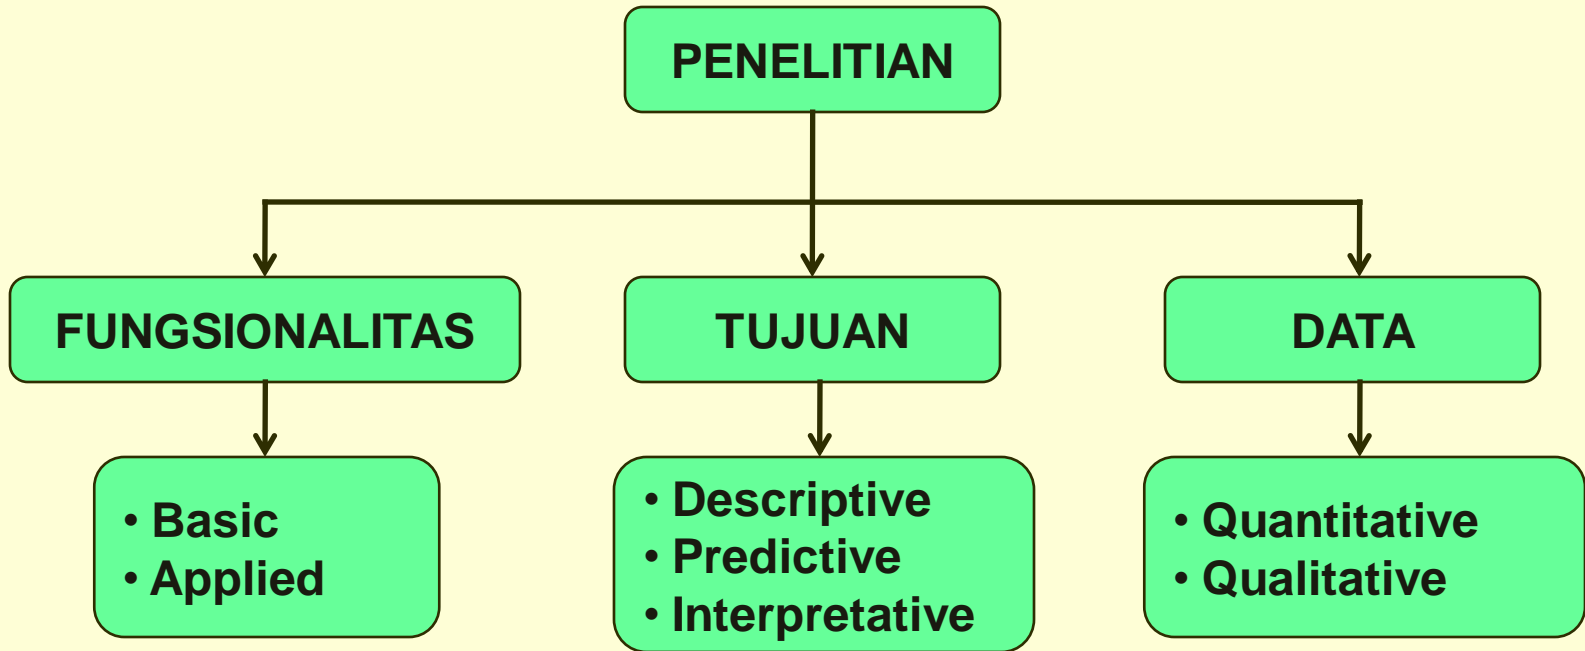 PENELITIAN
FUNGSIONALITAS
TUJUAN
DATA
• Basic
• Applied
• Descriptive
• Predictive
• Interpretative
• Quantitative
• Qualitative